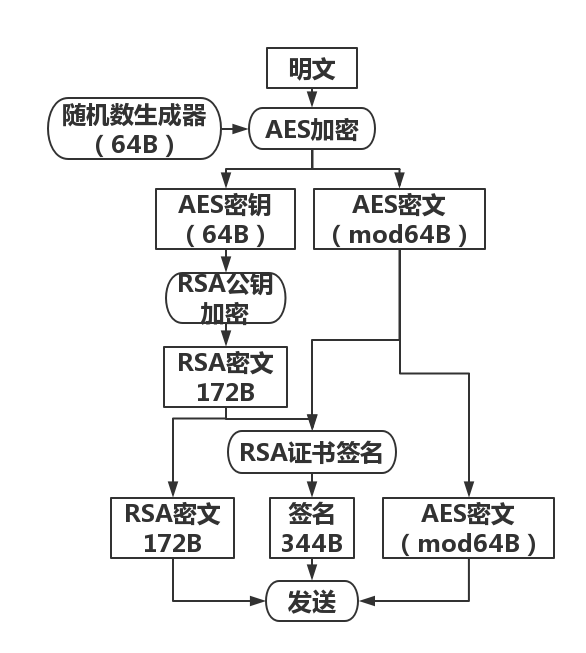 明文
随机数生成器
（64B）
AES加密
AES密钥
（64B）
AES密文
（mod64B）
RSA公钥
加密
RSA密文
172B
RSA证书签名
RSA密文
172B
签名
344B
AES密文
（mod64B）
发送